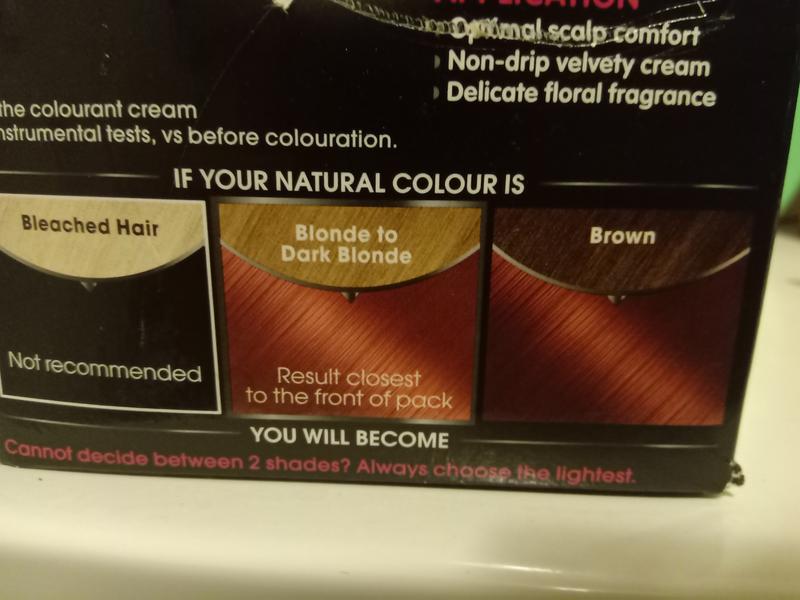 APPLICATION
Optimal scalp comfort
Non-drip velvety cream
Delicate floral fragrance
the colourant cream
nstrumental tests, vs before colouration.
IF YOUR NATURAL COLOUR IS
Bleached Hair
Not recommended
Blonde to
Dark Blonde
Result closest
to the front of pack
Brown
YOU WILL BECOME
Cannot decide between 2 shades? Always choose the lightest.